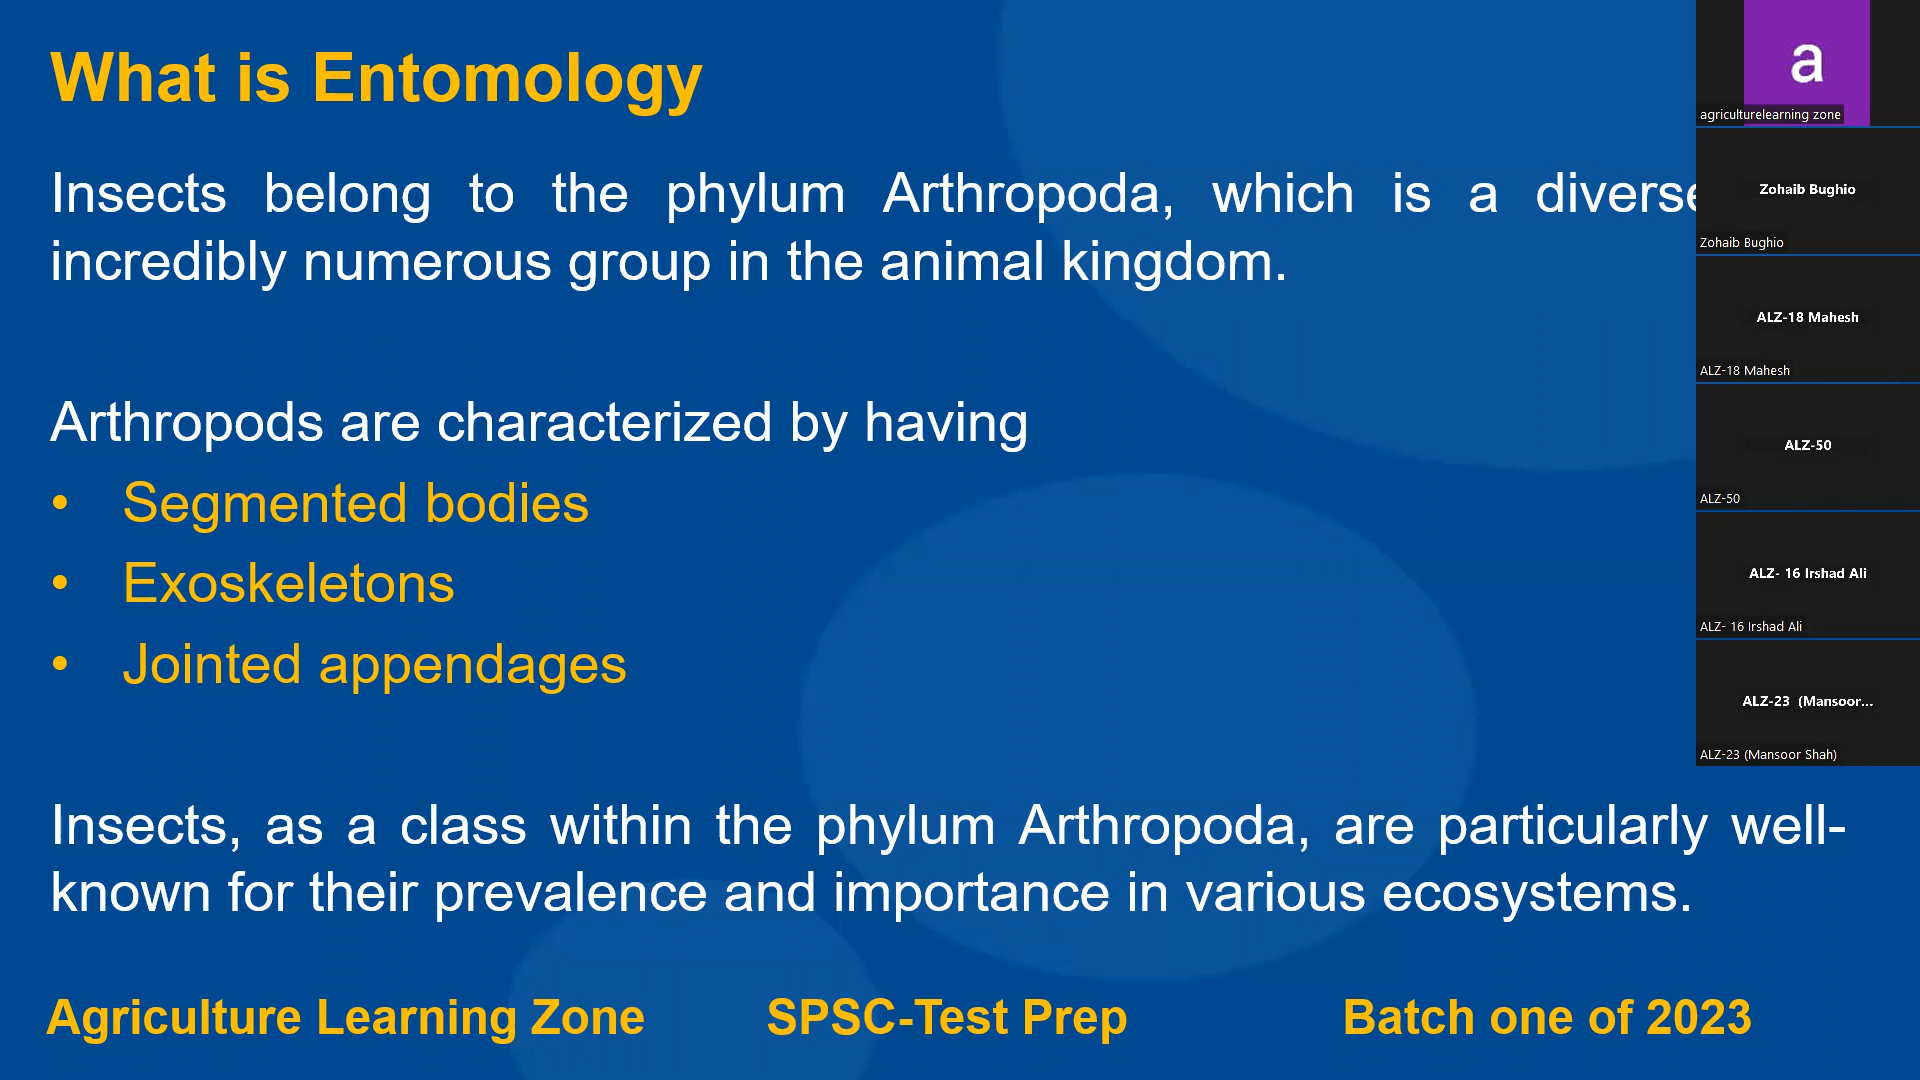 What is Entomology
Insects belong to the phylum Arthropoda, which is a
incredibly numerous group in the animal kingdom.
Arthropods are characterized by having
• Segmented bodies
• Exoskeletons
• Jointed appendages
Insects, as a class within the phylum Arthropoda, are particularly well-
known for their prevalence and importance in various ecosystems.
Agriculture Learning Zone SPSC-Test Prep Batch one of 2023
a
agriculturelearning zone
Zohaib Bughio
Zohaib Bughio
ALZ-18 Mahesh
ALZ-18 Mahesh
ALZ-50
ALZ-50
ALZ- 16 Irshad Ali
ALZ- 16 Irshad Ali
ALZ-23 (Mansoor...
ALZ-23 (Mansoor Shah)